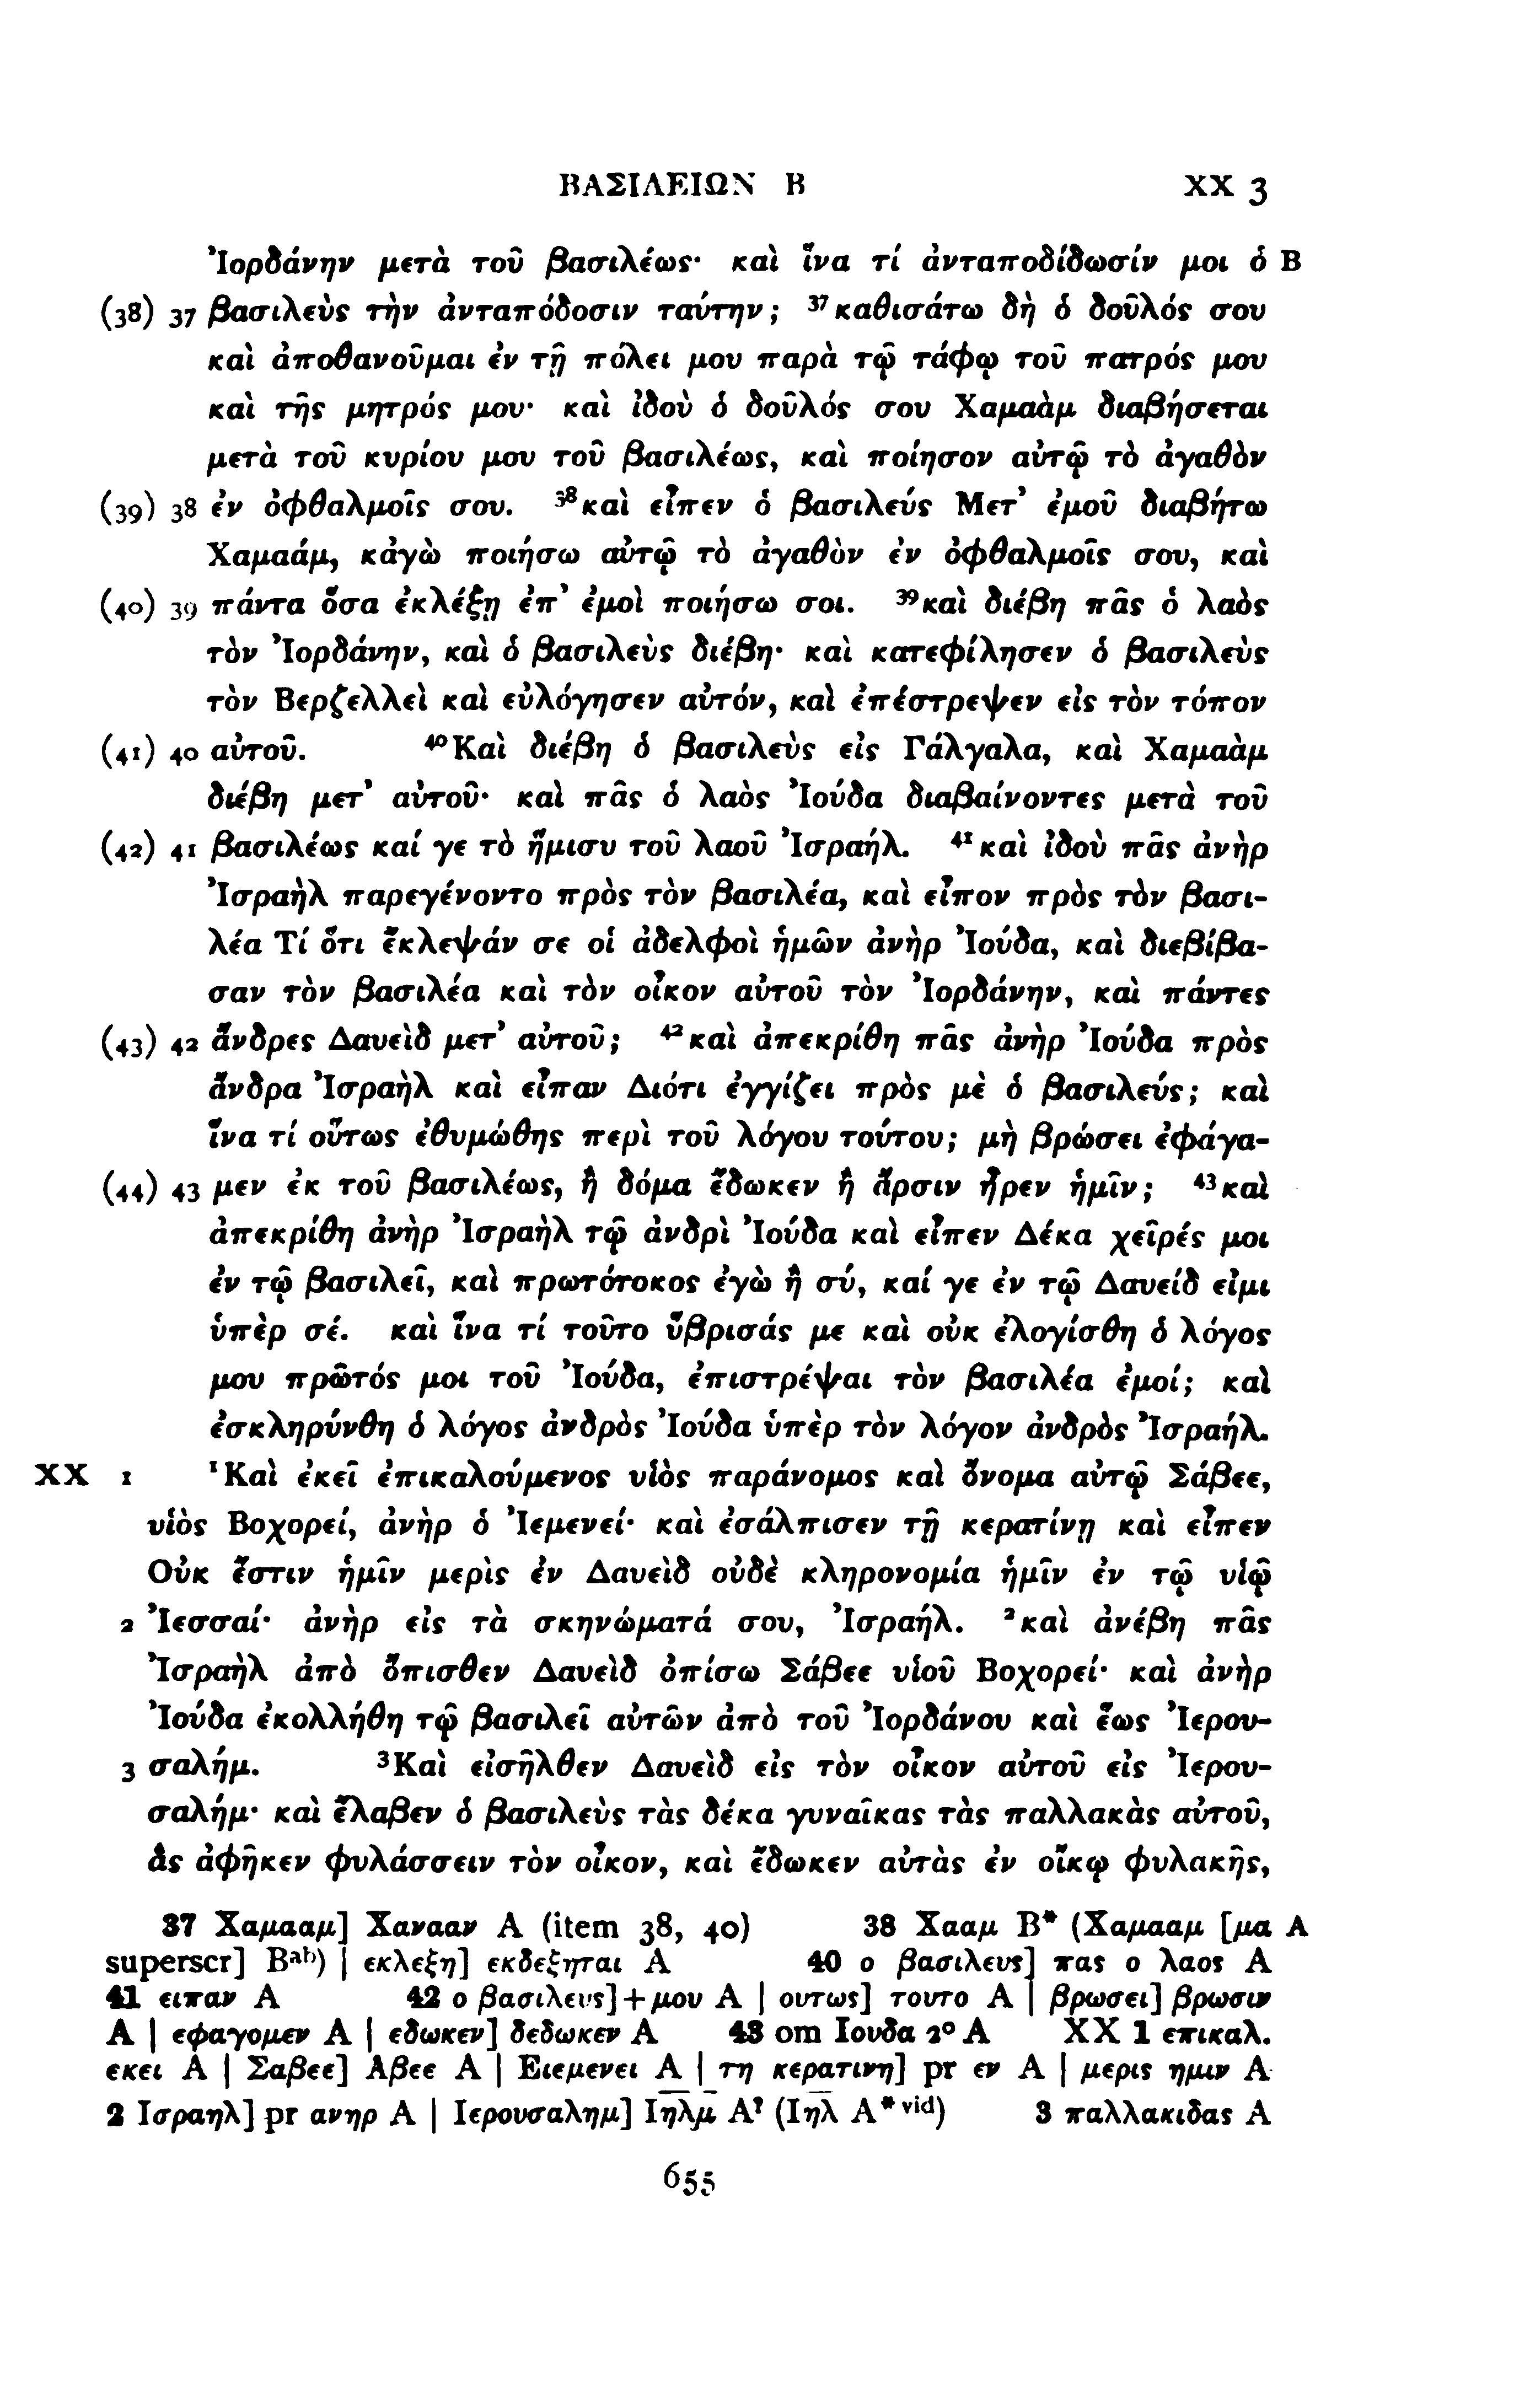 ΒΑΣΙΛΕΙΩΝ Β XX 3
Ἰορδάνην μετὰ τοῦ βασιλέως· καὶ ἵνα τί ἀνταποδίδωσίν μοι ὁ B
(38) 37 βασιλεὺς τὴν ἀνταπόδοσιν ταύτην; ³⁷καθισάτω δὴ ὁ δοῦλός σου
καὶ ἀποθανοῦμαι ἐν τῇ πόλει μου παρὰ τῷ τάφῳ τοῦ πατρός μου
καὶ τῆς μητρός μου· καὶ ἰδοὺ ὁ δοῦλός σου Χαμαὰμ διαβήσεται
μετὰ τοῦ κυρίου μου τοῦ βασιλέως, καὶ ποίησον αὐτῷ τὸ ἀγαθὸν
(39) 38 ἐν ὀφθαλμοῖς σου. ³⁸καὶ εἶπεν ὁ βασιλεύς Μετ’ ἐμοῦ διαβήτω
Χαμαάμ, κἀγὼ ποιήσω αὐτῷ τὸ ἀγαθὸν ἐν ὀφθαλμοῖς σου, καὶ
(40) 39 πάντα ὅσα ἐκλέξῃ ἐπ’ ἐμοὶ ποιήσω σοι. ³⁹καὶ διέβη πᾶς ὁ λαὸς
τὸν Ἰορδάνην, καὶ ὁ βασιλεὺς διέβη· καὶ κατεφίλησεν ὁ βασιλεὺς
τὸν Βερζελλεὶ καὶ εὐλόγησεν αὐτόν, καὶ ἐπέστρεψεν εἰς τὸν τόπον
(41) 40 αὐτοῦ. ⁴⁰Καὶ διέβη ὁ βασιλεὺς εἰς Γάλγαλα, καὶ Χαμαὰμ
διέβη μετ’ αὐτοῦ· καὶ πᾶς ὁ λαὸς Ἰούδα διαβαίνοντες μετὰ τοῦ
(42) 41 βασιλέως καί γε τὸ ἥμισυ τοῦ λαοῦ Ἰσραήλ. ⁴¹καὶ ἰδοὺ πᾶς ἀνὴρ
Ἰσραὴλ παρεγένοντο πρὸς τὸν βασιλέα, καὶ εἶπον πρὸς τὸν βασι-
λέα Τί ὅτι ἔκλεψάν σε οἱ ἀδελφοὶ ἡμῶν ἀνὴρ Ἰούδα, καὶ διεβίβα-
σαν τὸν βασιλέα καὶ τὸν οἶκον αὐτοῦ τὸν Ἰορδάνην, καὶ πάντες
(43) 42 ἄνδρες Δαυεὶδ μετ’ αὐτοῦ; ⁴²καὶ ἀπεκρίθη πᾶς ἀνὴρ Ἰούδα πρὸς
ἄνδρα Ἰσραὴλ καὶ εἶπαν Διότι ἐγγίζει πρὸς μὲ ὁ βασιλεύς; καὶ
ἵνα τί οὕτως ἐθυμώθης περὶ τοῦ λόγου τούτου; μὴ βρώσει ἐφάγα-
(44) 43 μεν ἐκ τοῦ βασιλέως, ἢ δόμα ἔδωκεν ἢ ἄρσιν ἦρεν ἡμῖν; ⁴³καὶ
ἀπεκρίθη ἀνὴρ Ἰσραὴλ τῷ ἀνδρὶ Ἰούδα καὶ εἶπεν Δέκα χεῖρές μοι
ἐν τῷ βασιλεῖ, καὶ πρωτότοκος ἐγὼ ἢ σύ, καί γε ἐν τῷ Δαυείδ εἰμι
ὑπὲρ σέ. καὶ ἵνα τί τοῦτο ὕβρισάς με καὶ οὐκ ἐλογίσθη ὁ λόγος
μου πρῶτός μοι τοῦ Ἰούδα, ἐπιστρέψαι τὸν βασιλέα ἐμοί; καὶ
ἐσκληρύνθη ὁ λόγος ἀνδρὸς Ἰούδα ὑπὲρ τὸν λόγον ἀνδρὸς Ἰσραήλ.
XX 1 ¹Καὶ ἐκεῖ ἐπικαλούμενος υἱὸς παράνομος καὶ ὄνομα αὐτῷ Σάβεε,
υἱὸς Βοχορεί, ἀνὴρ ὁ Ἰεμενεί· καὶ ἐσάλπισεν τῇ κερατίνῃ καὶ εἶπεν
Οὐκ ἔστιν ἡμῖν μερὶς ἐν Δαυεὶδ οὐδὲ κληρονομία ἡμῖν ἐν τῷ υἱῷ
2 Ἰεσσαί· ἀνὴρ εἰς τὰ σκηνώματά σου, Ἰσραήλ. ²καὶ ἀνέβη πᾶς
Ἰσραὴλ ἀπὸ ὄπισθεν Δαυεὶδ ὀπίσω Σάβεε υἱοῦ Βοχορεί· καὶ ἀνὴρ
Ἰούδα ἐκολλήθη τῷ βασιλεῖ αὐτῶν ἀπὸ τοῦ Ἰορδάνου καὶ ἕως Ἰερου-
3 σαλήμ. ³Καὶ εἰσῆλθεν Δαυεὶδ εἰς τὸν οἶκον αὐτοῦ εἰς Ἰερου-
σαλήμ· καὶ ἔλαβεν ὁ βασιλεὺς τὰς δέκα γυναῖκας τὰς παλλακὰς αὐτοῦ,
ἃς ἀφῆκεν φυλάσσειν τὸν οἶκον, καὶ ἔδωκεν αὐτὰς ἐν οἴκῳ φυλακῆς,
37 Χαμααμ] Χανααν A (item 38, 40) 38 Χααμ B* (Χαμααμ [μα A
superscr] Bᵃᵇ) | εκλεξη] εκδεξηται A 40 ο βασιλευς] πας ο λαος A
41 ειπαν A 42 ο βασιλευς]+μου A | ουτως] τουτο A | βρωσει] βρωσιν
A | εφαγομεν A | εδωκεν] δεδωκεν A 43 om Ιουδα 2° A XX 1 επικαλ.
εκει A | Σαβεε] Αβεε A | Ειεμενει A | τη κερατινη] pr εν A | μερις ημιν A
2 Ισραηλ] pr ανηρ A | Ιερουσαλημ] Ιη̅λ̅μ̅ A? (Ιη̅λ̅ A*ᵛⁱᵈ) 3 παλλακιδας A
655